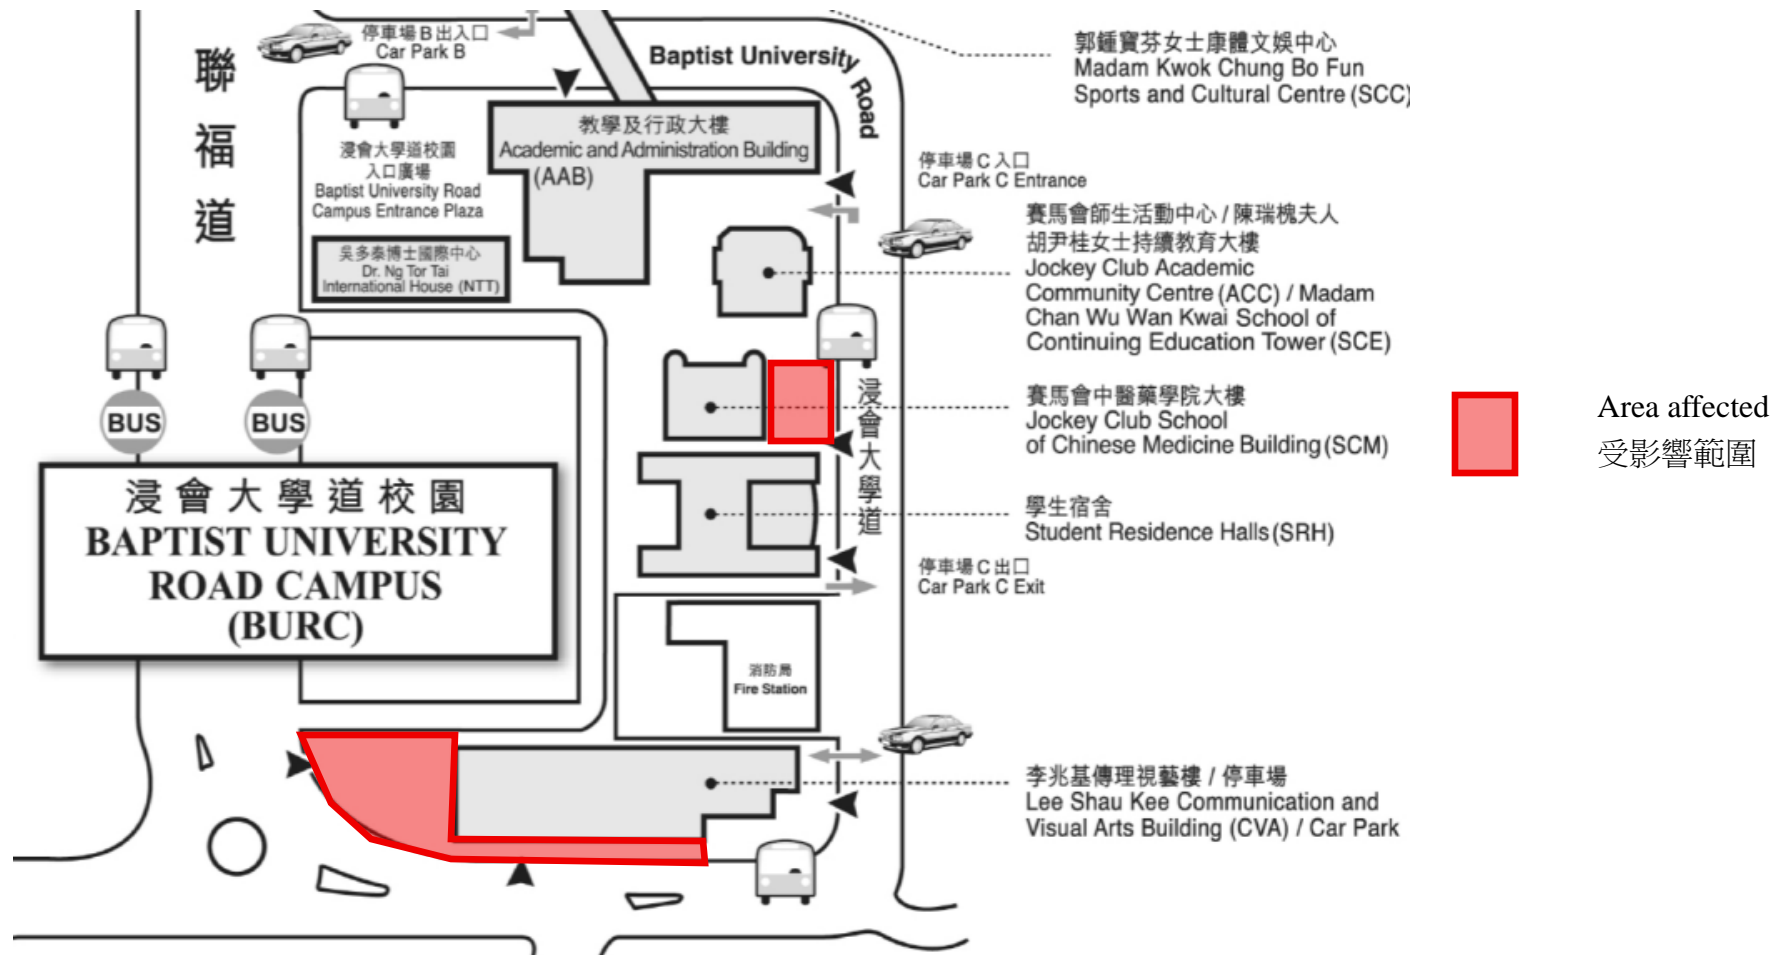 停車場B出入口
Car Park B
聯
福
道
Baptist University Road
郭鍾寶芬女士康體文娛中心
Madam Kwok Chung Bo Fun
Sports and Cultural Centre (SCC)
教學及行政大樓
Academic and Administration Building
(AAB)
浸會大學道校園
入口廣場
Baptist University Road
Campus Entrance Plaza
停車場C入口
Car Park C Entrance
吳多泰博士國際中心
Dr. Ng Tor Tai
International House (NTT)
賽馬會師生活動中心 / 陳瑞槐夫人
胡尹桂女士持續教育大樓
Jockey Club Academic
Community Centre (ACC) / Madam
Chan Wu Wan Kwai School of
Continuing Education Tower (SCE)
BUS
BUS
浸會大學道
賽馬會中醫藥學院大樓
Jockey Club School
of Chinese Medicine Building (SCM)
Area affected
受影響範圍
浸會大學道校園
BAPTIST UNIVERSITY
ROAD CAMPUS
(BURC)
學生宿舍
Student Residence Halls (SRH)
停車場C出口
Car Park C Exit
消防局
Fire Station
李兆基傳理視藝樓 / 停車場
Lee Shau Kee Communication and
Visual Arts Building (CVA) / Car Park